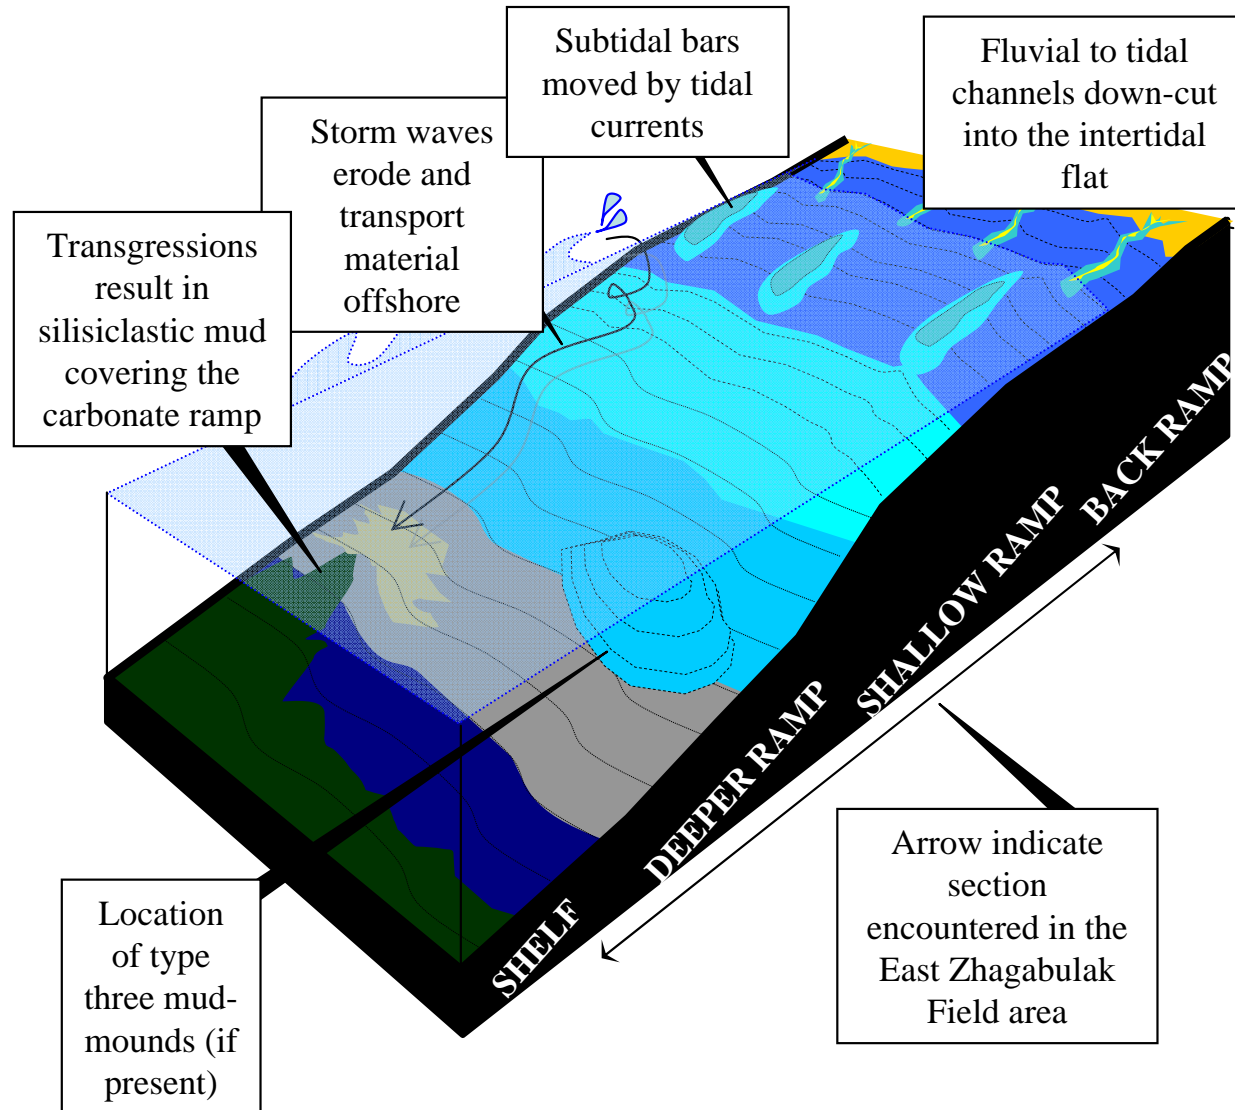 Subtidal bars
moved by tidal
currents
Fluvial to tidal
channels down-cut
into the intertidal
flat
Storm waves
erode and
transport
material
offshore
Transgressions
result in
silisiclastic mud
covering the
carbonate ramp
BACK RAMP
SHALLOW RAMP
DEEPER RAMP
SHELF
Arrow indicate
section
encountered in the
East Zhagabulak
Field area
Location
of type
three mud-
mounds (if
present)